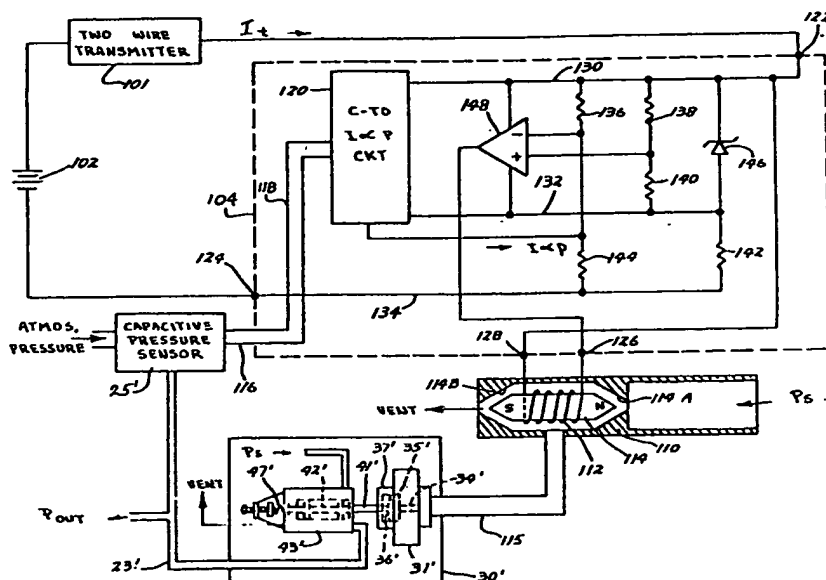 I t →
122
TWO WIRE
TRANSMITTER
101
130
120
C-TO
I∝P
CKT
148
136
138
-
+
146
102
118
140
104
132
142
→ I∝P
144
124
134
ATMOS.
PRESSURE
CAPACITIVE
PRESSURE
SENSOR
25'
116
128
126
114B
114A
VENT
S
N
PS
110
112
114
PS
42'
37'
35'
47'
41'
34'
VENT
POUT
43'
36'
31'
115
23'
30'